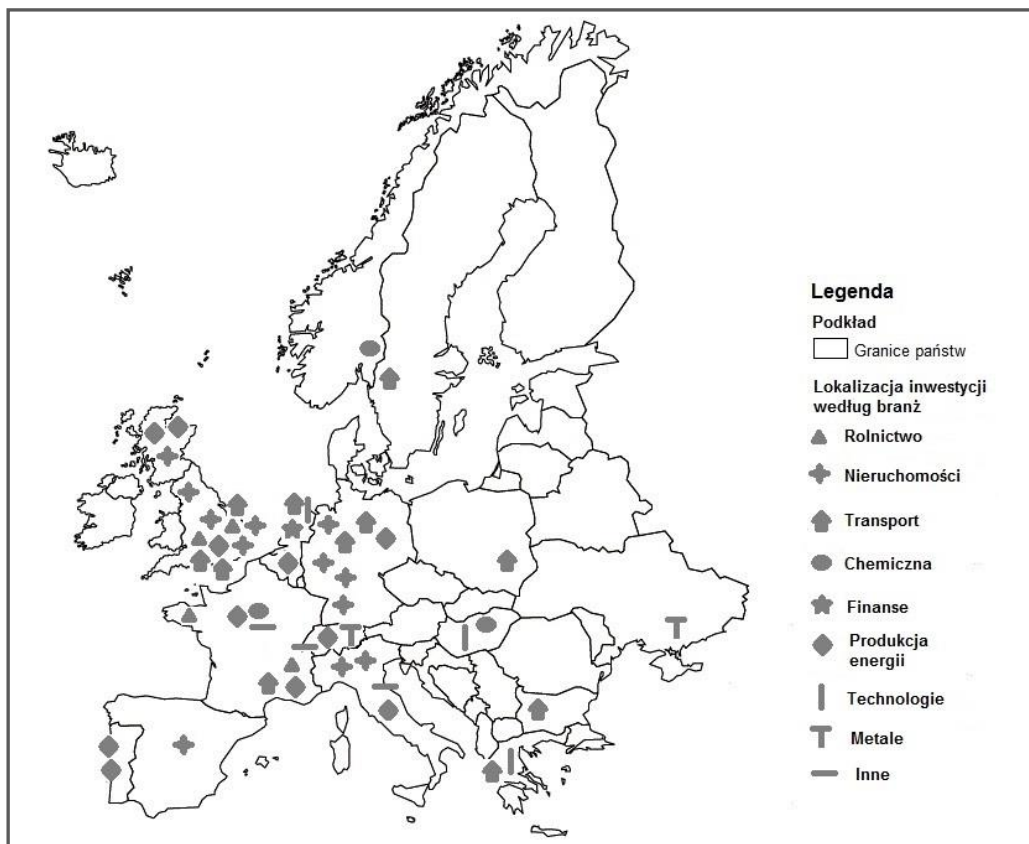 Legenda
Podkład
Granice państw
Lokalizacja inwestycji
według branż
Rolnictwo
Nieruchomości
Transport
Chemiczna
Finanse
Produkcja
energii
Technologie
Metale
Inne